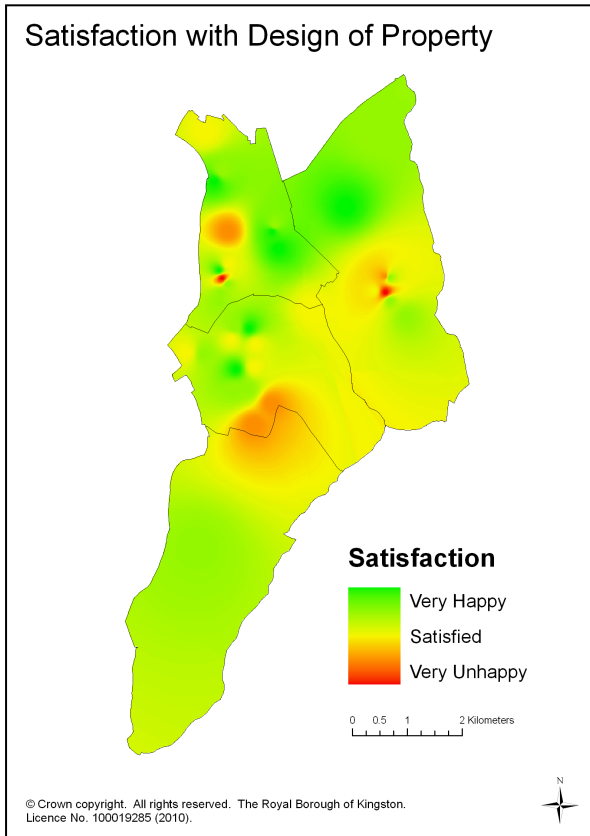 Satisfaction with Design of Property
Satisfaction
Very Happy
Satisfied
Very Unhappy
0 0.5 1 2 Kilometers
N
© Crown copyright. All rights reserved. The Royal Borough of Kingston.
Licence No. 100019285 (2010).